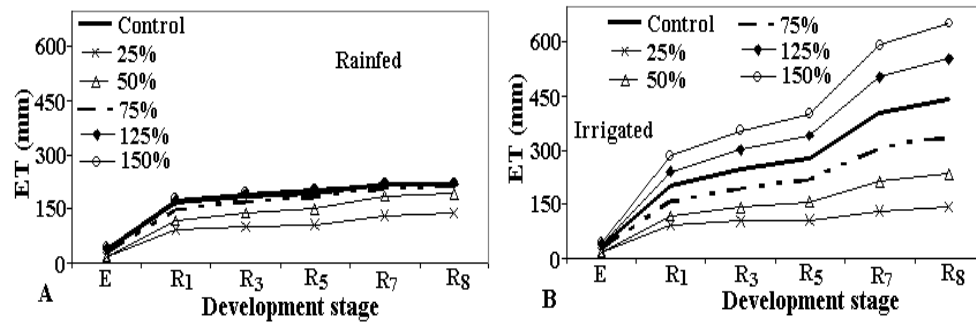 Control
25%
50%
75%
125%
150%
Rainfed
600
450
300
150
0
ET (mm)
E R1 R3 R5 R7 R8
Development stage
A
Control
25%
50%
75%
125%
150%
Irrigated
600
450
300
150
0
ET (mm)
E R1 R3 R5 R7 R8
Development stage
B